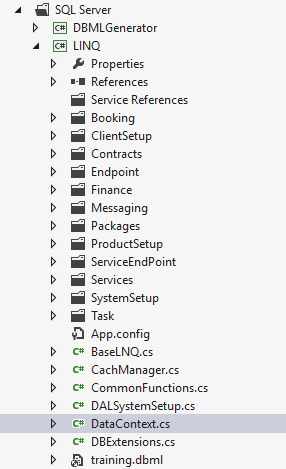 SQL Server
C# DBMLGenerator
C# LINQ
Properties
References
Service References
Booking
ClientSetup
Contracts
Endpoint
Finance
Messaging
Packages
ProductSetup
ServiceEndPoint
Services
SystemSetup
Task
App.config
C# BaseLNQ.cs
C# CachManager.cs
C# CommonFunctions.cs
C# DALSystemSetup.cs
C# DataContext.cs
C# DBExtensions.cs
training.dbml